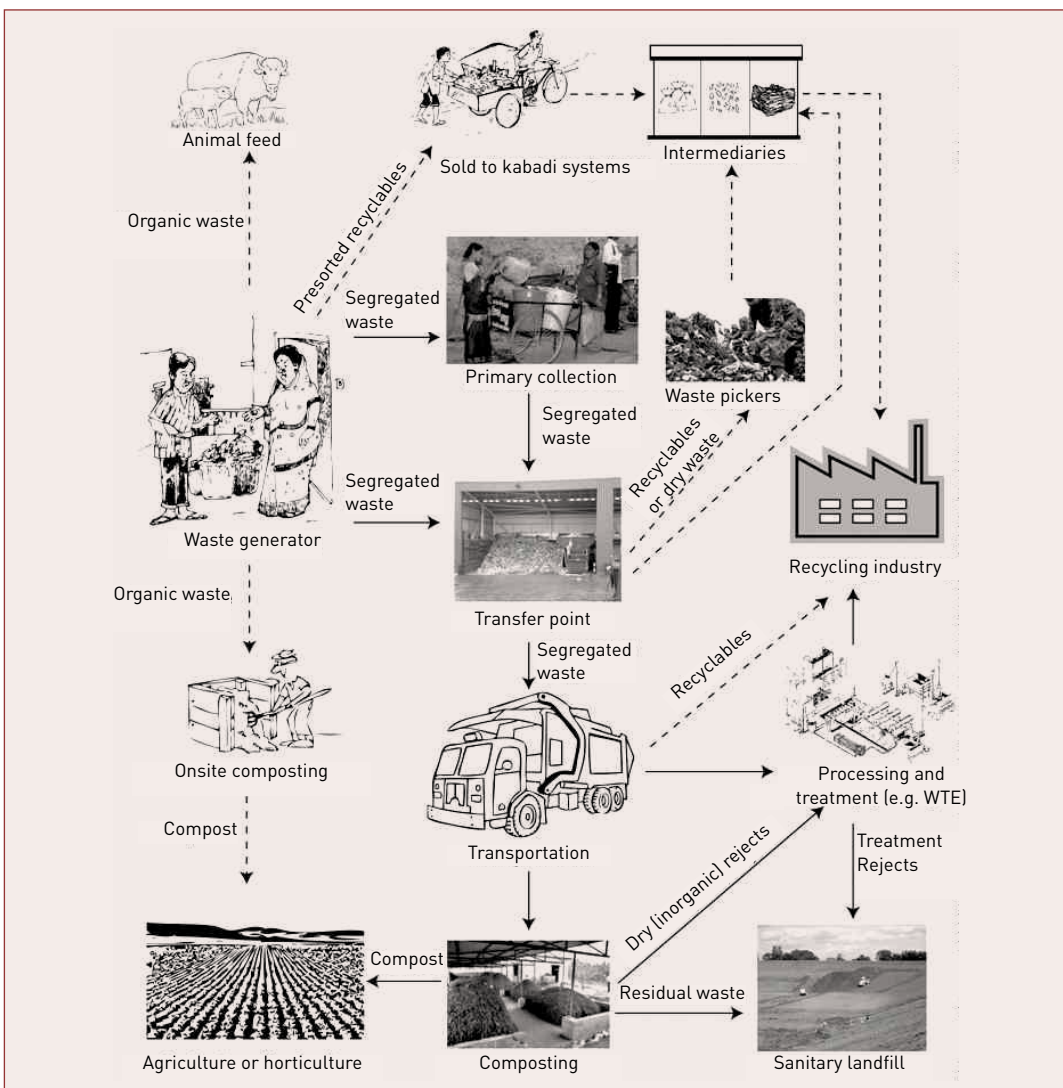 Animal feed
Sold to kabadi systems
Intermediaries
Organic waste
Presorted recyclables
Segregated
waste
Primary collection
Waste pickers
Segregated
waste
Recyclables
or dry waste
Segregated
waste
Waste generator
Recycling industry
Organic waste
Transfer point
Segregated
waste
Recyclables
Onsite composting
Processing and
treatment (e.g. WTE)
Compost
Transportation
Treatment
Rejects
Dry (inorganic) rejects
Compost
Residual waste
Agriculture or horticulture
Composting
Sanitary landfill